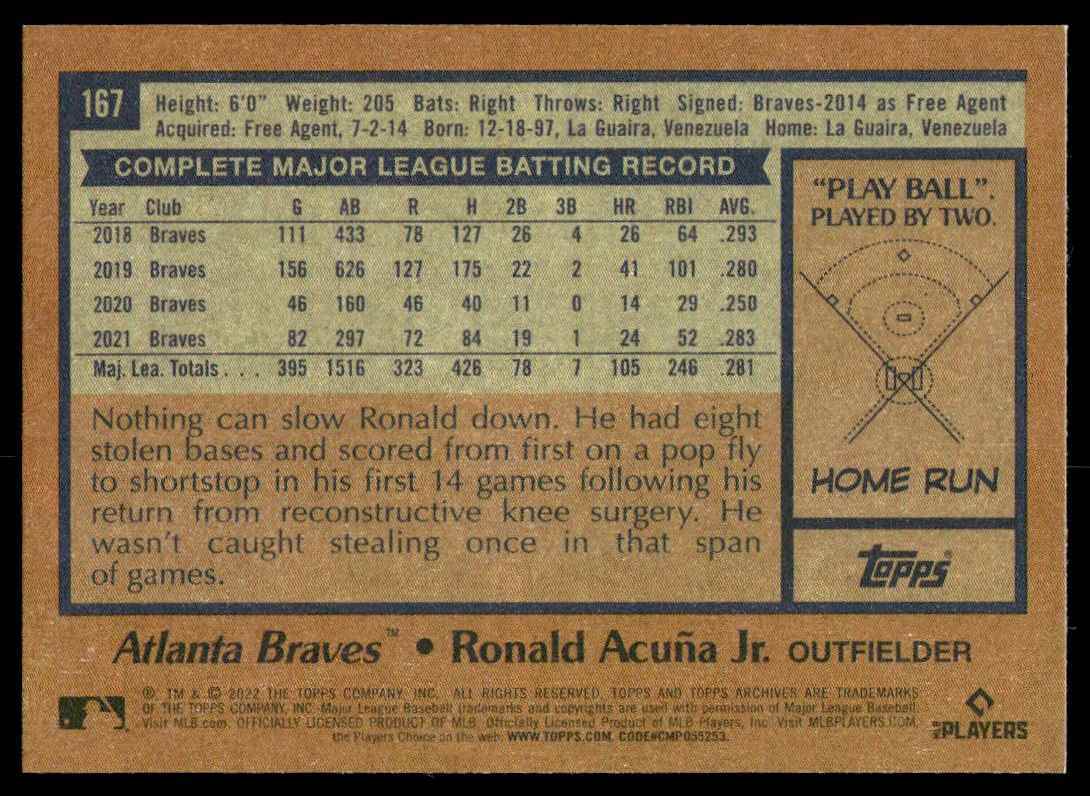 167
Height: 6'0" Weight: 205 Bats: Right Throws: Right Signed: Braves-2014 as Free Agent
Acquired: Free Agent, 7-2-14 Born: 12-18-97, La Guaira, Venezuela Home: La Guaira, Venezuela
COMPLETE MAJOR LEAGUE BATTING RECORD
Year Club G AB R H 2B 3B HR RBI AVG.
2018 Braves 111 433 78 127 26 4 26 64 .293
2019 Braves 156 626 127 175 22 2 41 101 .280
2020 Braves 46 160 46 40 11 0 14 29 .250
2021 Braves 82 297 72 84 19 1 24 52 .283
Maj. Lea. Totals . . . 395 1516 323 426 78 7 105 246 .281
Nothing can slow Ronald down. He had eight
stolen bases and scored from first on a pop fly
to shortstop in his first 14 games following his
return from reconstructive knee surgery. He
wasn't caught stealing once in that span
of games.
"PLAY BALL".
PLAYED BY TWO.
HOME RUN
Topps®
Atlanta Braves™ • Ronald Acuña Jr. OUTFIELDER
®, TM & © 2022 THE TOPPS COMPANY, INC. ALL RIGHTS RESERVED. TOPPS AND TOPPS ARCHIVES ARE TRADEMARKS
OF THE TOPPS COMPANY, INC. Major League Baseball trademarks and copyrights are used with permission of Major League Baseball.
Visit MLB.com. OFFICIALLY LICENSED PRODUCT OF MLB Officially Licensed Product of MLB Players, Inc. Visit MLBPLAYERS.COM,
the Players Choice on the web. WWW.TOPPS.COM. CODE#CMP055253.
PLAYERS